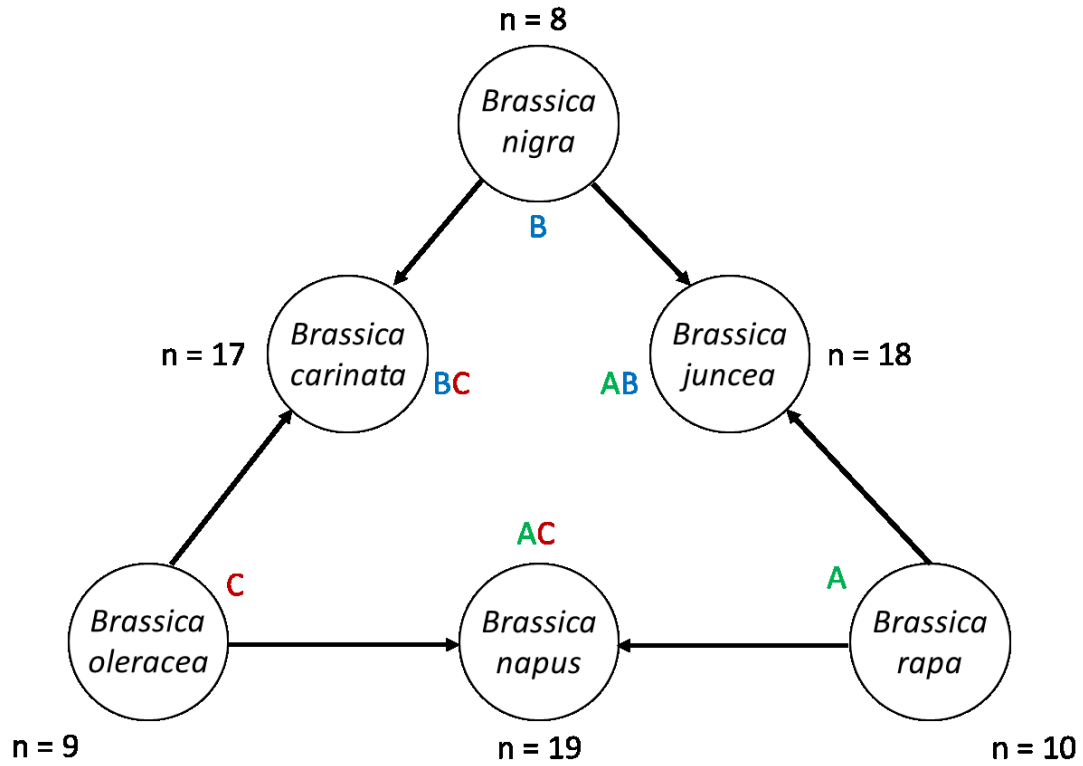 n = 8
Brassica
nigra
B
n = 17
Brassica
carinata
BC
Brassica
juncea
AB
n = 18
AC
C
A
Brassica
oleracea
Brassica
napus
Brassica
rapa
n = 9
n = 19
n = 10